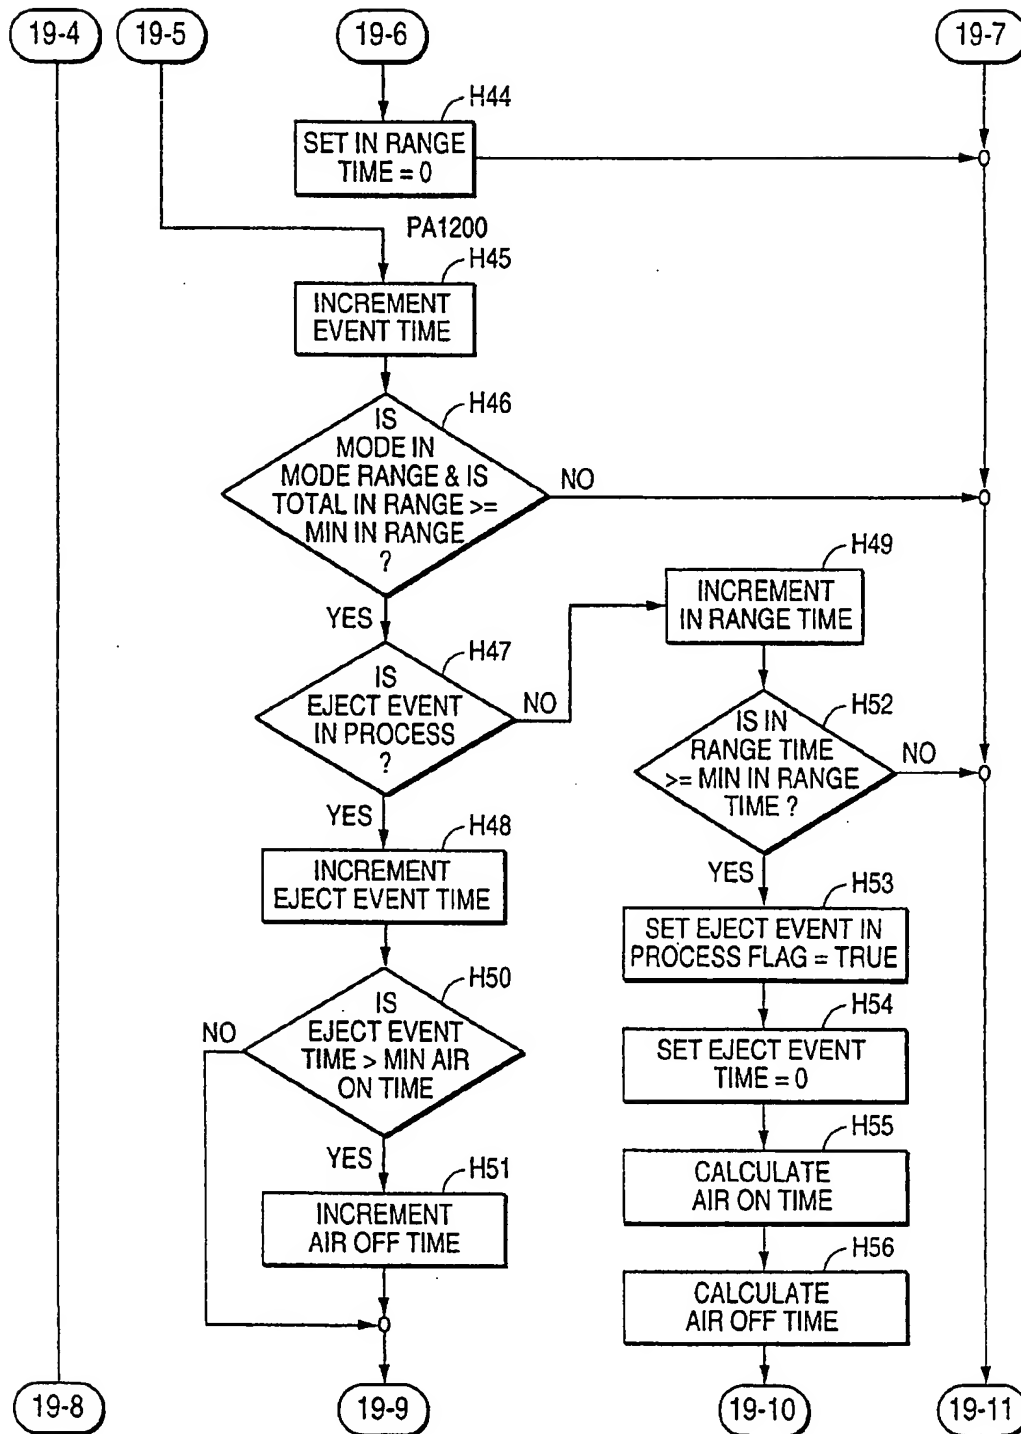 19-4
19-5
19-6
19-7
H44
SET IN RANGE
TIME = 0
PA1200
H45
INCREMENT
EVENT TIME
H46
IS
MODE IN
MODE RANGE & IS
TOTAL IN RANGE >=
MIN IN RANGE
?
NO
YES
H47
IS
EJECT EVENT
IN PROCESS
?
NO
YES
H49
INCREMENT
IN RANGE TIME
H52
IS IN
RANGE TIME
>= MIN IN RANGE
TIME ?
NO
YES
H48
INCREMENT
EJECT EVENT TIME
H53
SET EJECT EVENT IN
PROCESS FLAG = TRUE
H50
IS
EJECT EVENT
TIME > MIN AIR
ON TIME
NO
YES
H54
SET EJECT EVENT
TIME = 0
H51
INCREMENT
AIR OFF TIME
H55
CALCULATE
AIR ON TIME
H56
CALCULATE
AIR OFF TIME
19-8
19-9
19-10
19-11